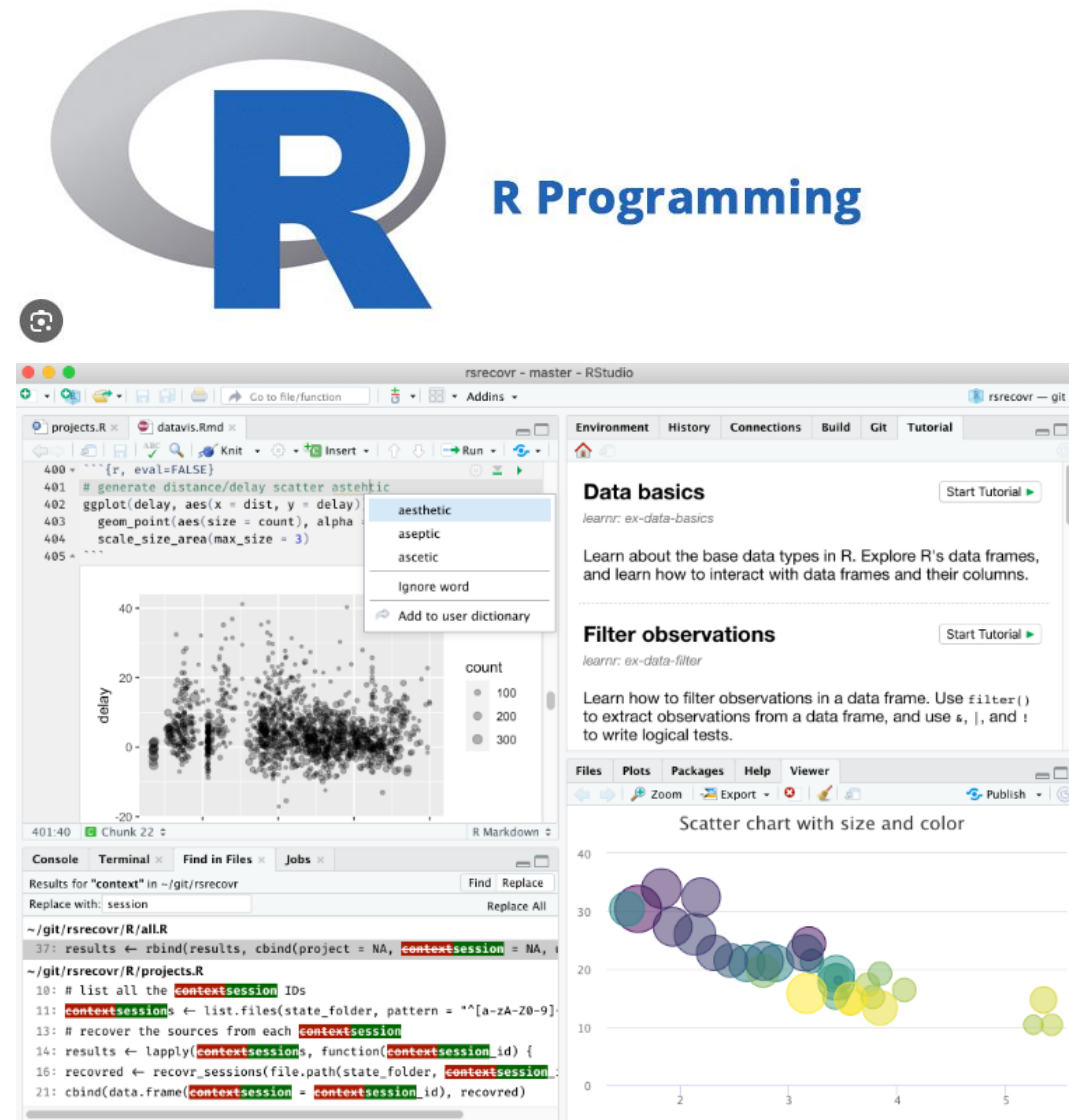 R
R Programming
rsrecovr - master - RStudio
Go to file/function
Addins
rsrecovr — git
projects.R
datavis.Rmd
ABC
Knit
Insert
Run
400 ```{r, eval=FALSE}
401 # generate distance/delay scatter astehtic
402 ggplot(delay, aes(x = dist, y = delay)
403 geom_point(aes(size = count), alpha =
404 scale_size_area(max_size = 3)
405 ```
aesthetic
aseptic
ascetic
Ignore word
Add to user dictionary
40
20
0
-20
delay
count
100
200
300
401:40
Chunk 22
R Markdown
Console Terminal Find in Files Jobs
Results for "context" in ~/git/rsrecovr
Find Replace
Replace with: session
Replace All
~/git/rsrecovr/R/all.R
37: results ← rbind(results, cbind(project = NA, contextsession = NA,
~/git/rsrecovr/R/projects.R
10: # list all the contextsession IDs
11: contextsessions ← list.files(state_folder, pattern = "^[a-zA-Z0-9]
13: # recover the sources from each contextsession
14: results ← lapply(contextsessions, function(contextsession_id) {
16: recovred ← recovr_sessions(file.path(state_folder, contextsession_
21: cbind(data.frame(contextsession = contextsession_id), recovred)
Environment History Connections Build Git Tutorial
Data basics
Start Tutorial
learnr: ex-data-basics
Learn about the base data types in R. Explore R's data frames,
and learn how to interact with data frames and their columns.
Filter observations
Start Tutorial
learnr: ex-data-filter
Learn how to filter observations in a data frame. Use filter()
to extract observations from a data frame, and use &, |, and !
to write logical tests.
Files Plots Packages Help Viewer
Zoom
Export
Publish
Scatter chart with size and color
40
30
20
10
0
2 3 4 5